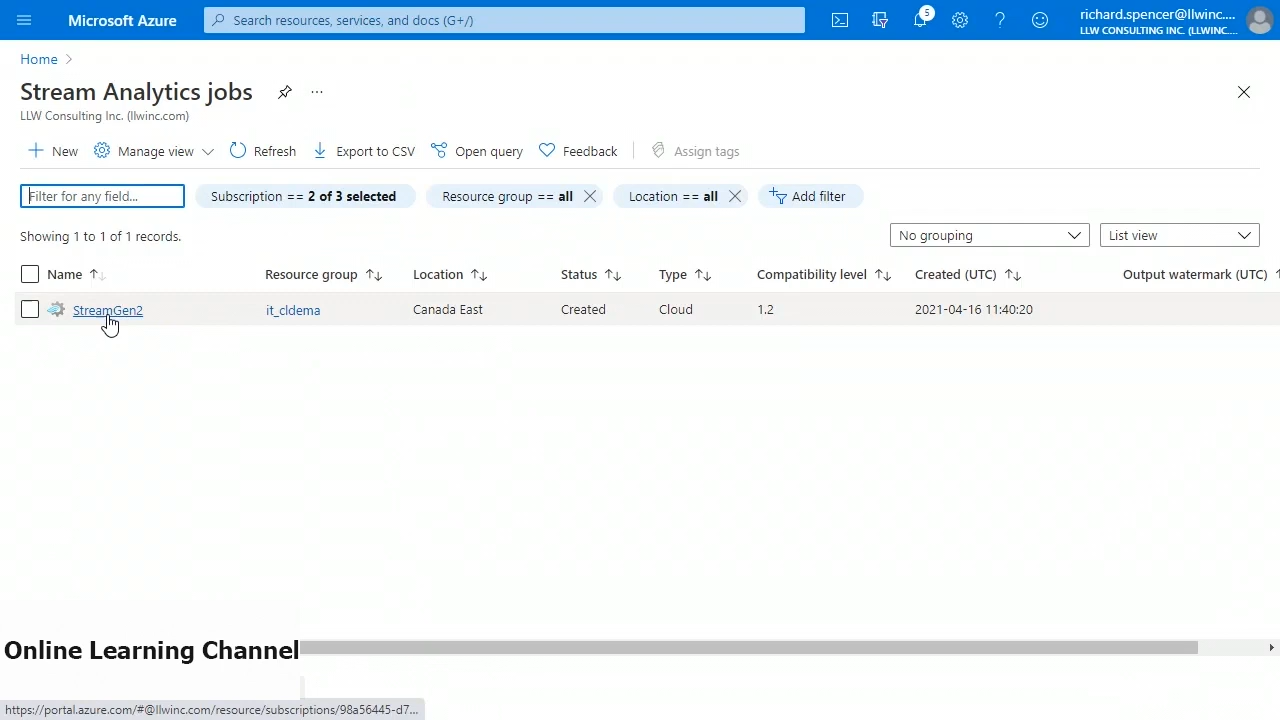 Microsoft Azure
Search resources, services, and docs (G+/)
5
richard.spencer@llwinc....
LLW CONSULTING INC. (LLWINC....
Home
Stream Analytics jobs
...
LLW Consulting Inc. (llwinc.com)
New
Manage view
Refresh
Export to CSV
Open query
Feedback
Assign tags
Filter for any field...
Subscription == 2 of 3 selected
Resource group == all
Location == all
Add filter
Showing 1 to 1 of 1 records.
No grouping
List view
Name
Resource group
Location
Status
Type
Compatibility level
Created (UTC)
Output watermark (UTC)
StreamGen2
it_cldema
Canada East
Created
Cloud
1.2
2021-04-16 11:40:20
Online Learning Channel
https://portal.azure.com/#@llwinc.com/resource/subscriptions/98a56445-d7...